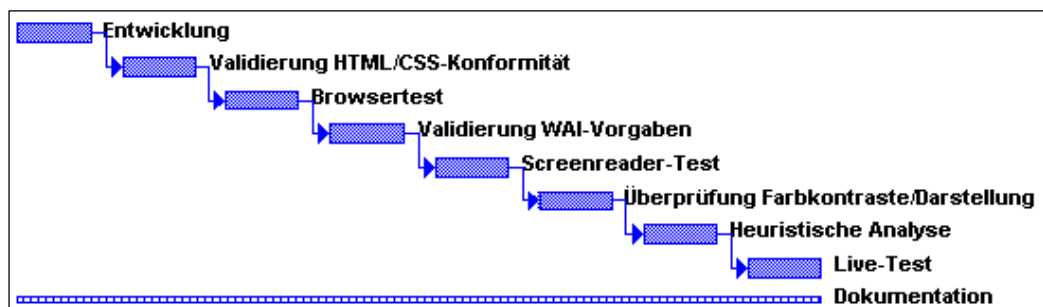 Entwicklung
Validierung HTML/CSS-Konformität
Browsertest
Validierung WAI-Vorgaben
Screenreader-Test
Überprüfung Farbkontraste/Darstellung
Heuristische Analyse
Live-Test
Dokumentation